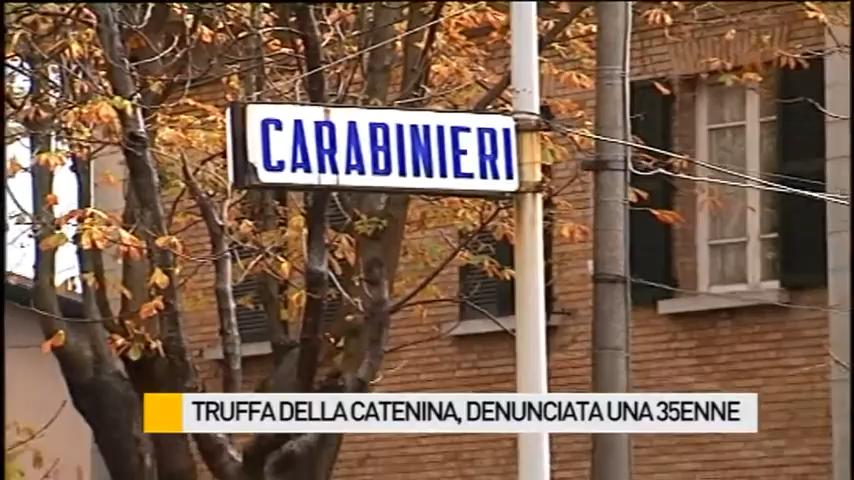 CARABINIERI
TRUFFA DELLA CATENINA, DENUNCIATA UNA 35ENNE